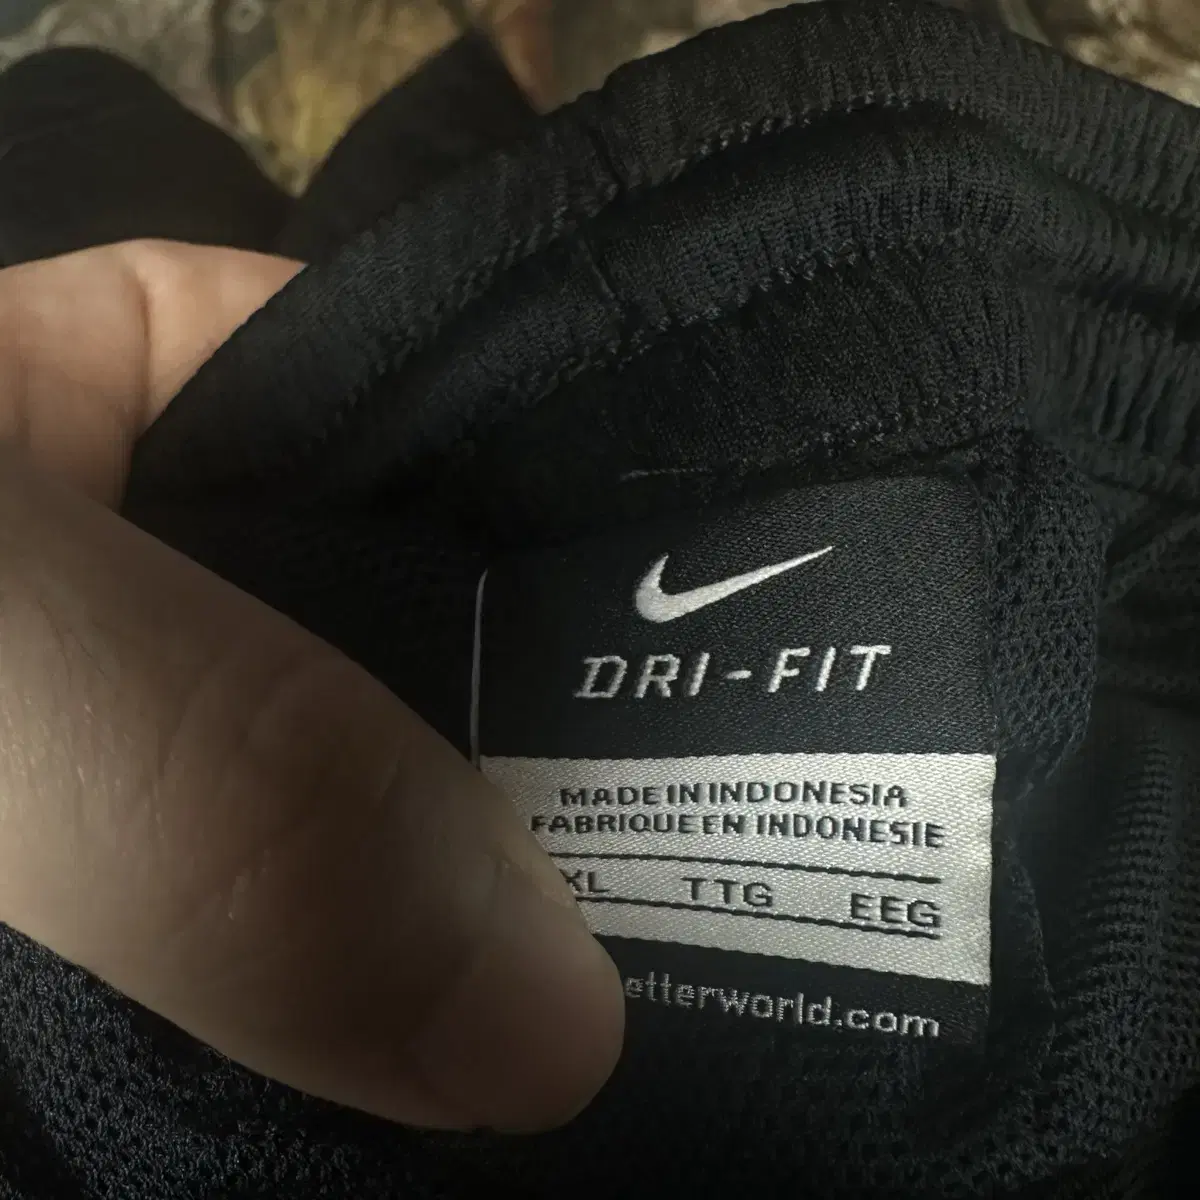 DRI-FIT
MADE IN INDONESIA
FABRIQUE EN INDONESIE
XL TTG EEG
etterworld.com